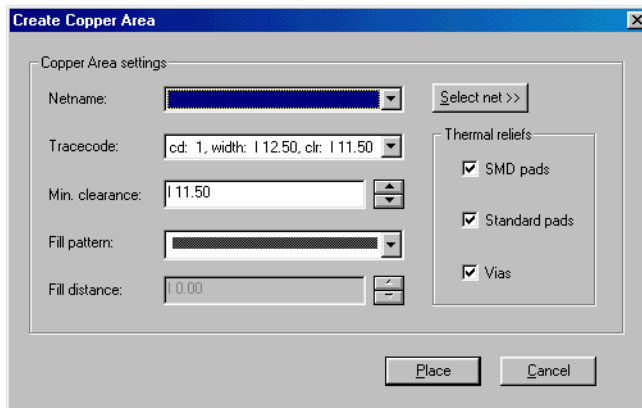 Create Copper Area
Copper Area settings
Netname:
Select net >>
Tracecode:
cd: 1, width: I 12.50, clr: I 11.50
Thermal reliefs
SMD pads
Min. clearance:
I 11.50
Standard pads
Fill pattern:
Vias
Fill distance:
I 0.00
Place
Cancel